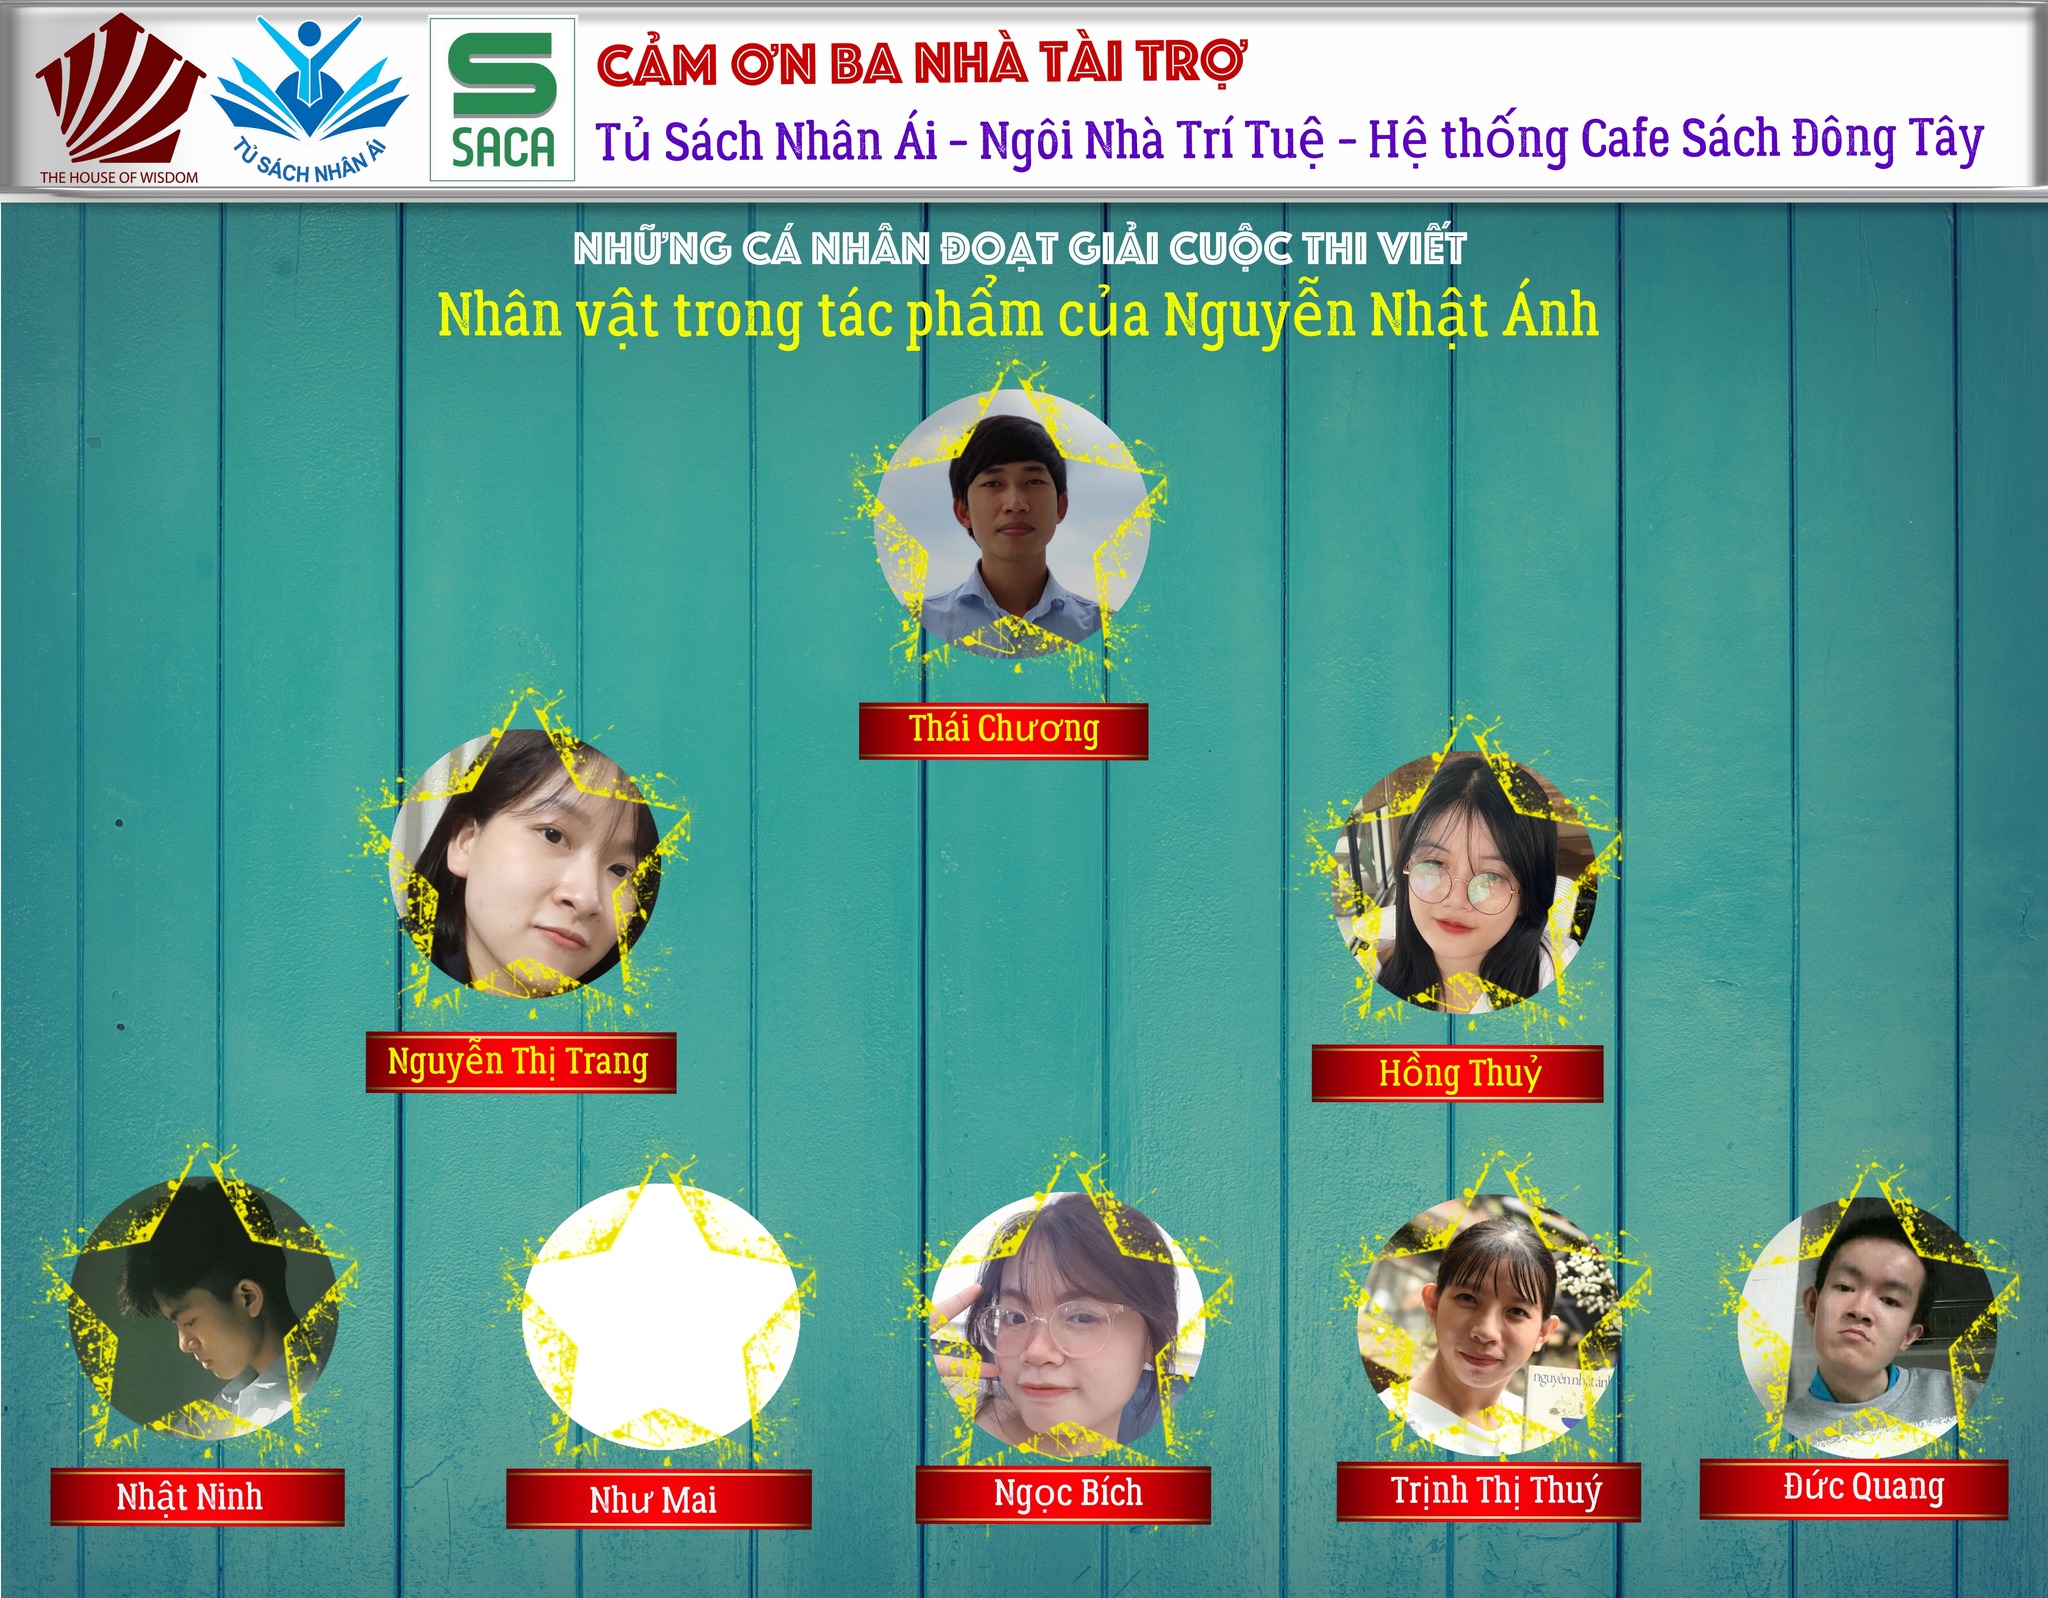 THE HOUSE OF WISDOM
TỦ SÁCH NHÂN ÁI
SACA
CẢM ƠN BA NHÀ TÀI TRỢ
Tủ Sách Nhân Ái - Ngôi Nhà Trí Tuệ - Hệ thống Cafe Sách Đông Tây
NHỮNG CÁ NHÂN ĐOẠT GIẢI CUỘC THI VIẾT
Nhân vật trong tác phẩm của Nguyễn Nhật Ánh
Thái Chương
Nguyễn Thị Trang
Hồng Thuỷ
nguyễn nhật ánh
Nhật Ninh
Như Mai
Ngọc Bích
Trịnh Thị Thuý
Đức Quang